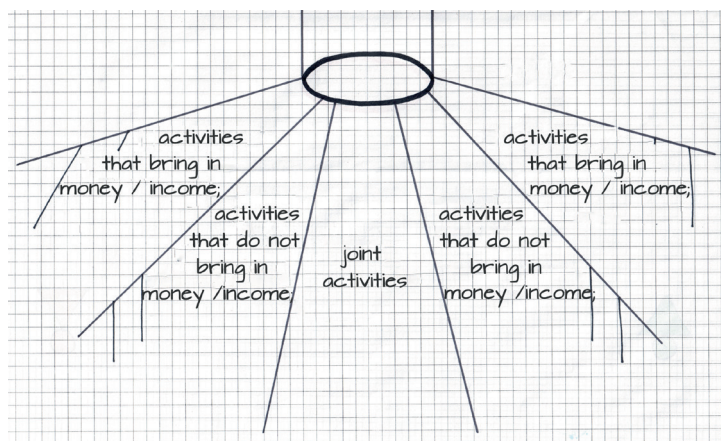 activities
that bring in
money / income;
activities
that do not
bring in
money /income;
joint
activities
activities
that do not
bring in
money /income;
activities
that bring in
money / income;